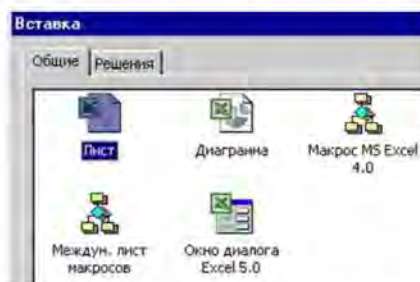 Вставка
Общие Решения
Лист Диаграмма Макрос MS Excel
4.0
Междун. лист Окно диалога
макросов Excel 5.0